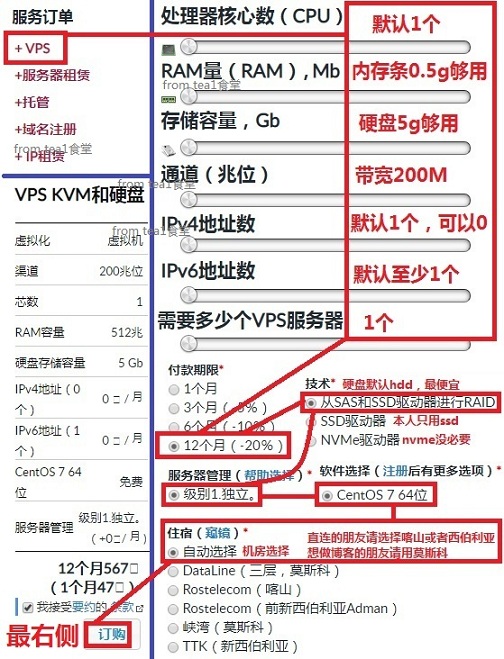 服务订单
+ VPS
+服务器租赁
+托管
+域名注册
from tea1食堂
+ IP租赁
处理器核心数（CPU）
默认1个
RAM量（RAM）, Mb
内存条0.5g够用
from tea1食堂
存储容量，Gb
硬盘5g够用
通道（兆位）
带宽200M
from tea1食堂
IPv4地址数
默认1个，可以0
IPv6地址数
默认至少1个
需要多少个VPS服务器
1个
VPS KVM和硬盘
from tea1食堂
虚拟化 虚拟机
渠道 200兆位
芯数 1
RAM容量 512兆
硬盘存储容量 5 Gb
IPv4地址（0个） 0 / 月
IPv6地址（1个） 0 / 月
CentOS 7 64位 免费
服务器管理 级别1.独立。
（+0 / 月）
12个月567
（1个月47）
我接受要约的 条款
最右侧
订购
付款期限*
1个月
3个月（-5%）
6个月（-10%）
12个月（-20%）
技术* 硬盘默认hdd，最便宜
从SAS和SSD驱动器进行RAID
SSD驱动器 本人只用ssd
NVMe驱动器 nvme没必要
服务器管理（帮助选择）*
级别1.独立。
软件选择（注册后有更多选项）*
CentOS 7 64位
住宿（窥编）*
自动选择 机房选择
直连的朋友请选择喀山或者西伯利亚
想做博客的朋友请用莫斯科
DataLine（三层，莫斯科）
Rostelecom（喀山）
Rostelecom（前新西伯利亚Adman）
峡湾（莫斯科）
TTK（新西伯利亚）